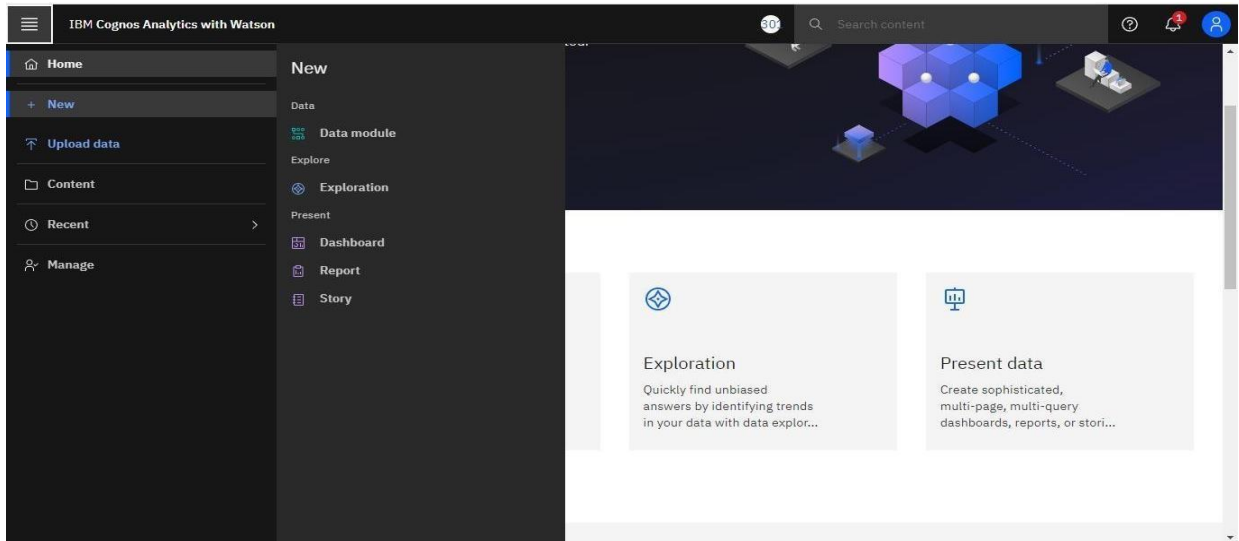 IBM Cognos Analytics with Watson
30
Search content
1
Home
New
Upload data
Content
Recent
Manage
New
Data
Data module
Explore
Exploration
Present
Dashboard
Report
Story
Exploration
Quickly find unbiased
answers by identifying trends
in your data with data explor...
Present data
Create sophisticated,
multi-page, multi-query
dashboards, reports, or stori...